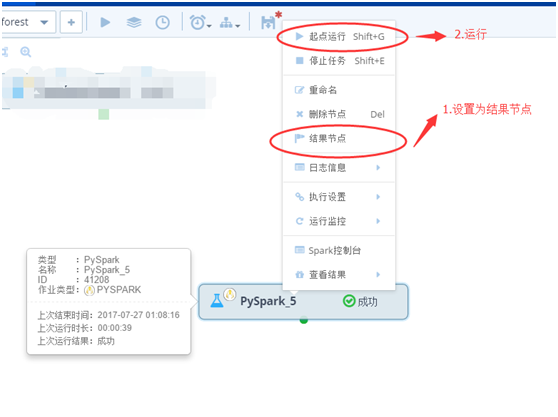 forest
起点运行 Shift+G
2.运行
停止任务 Shift+E
重命名
删除节点 Del
1.设置为结果节点
结果节点
日志信息
执行设置
运行监控
Spark控制台
查看结果
类型 : PySpark
名称 : PySpark_5
ID : 41208
作业类型: PYSPARK
上次结束时间: 2017-07-27 01:08:16
上次运行时长: 00:00:39
上次运行结果: 成功
PySpark_5 成功